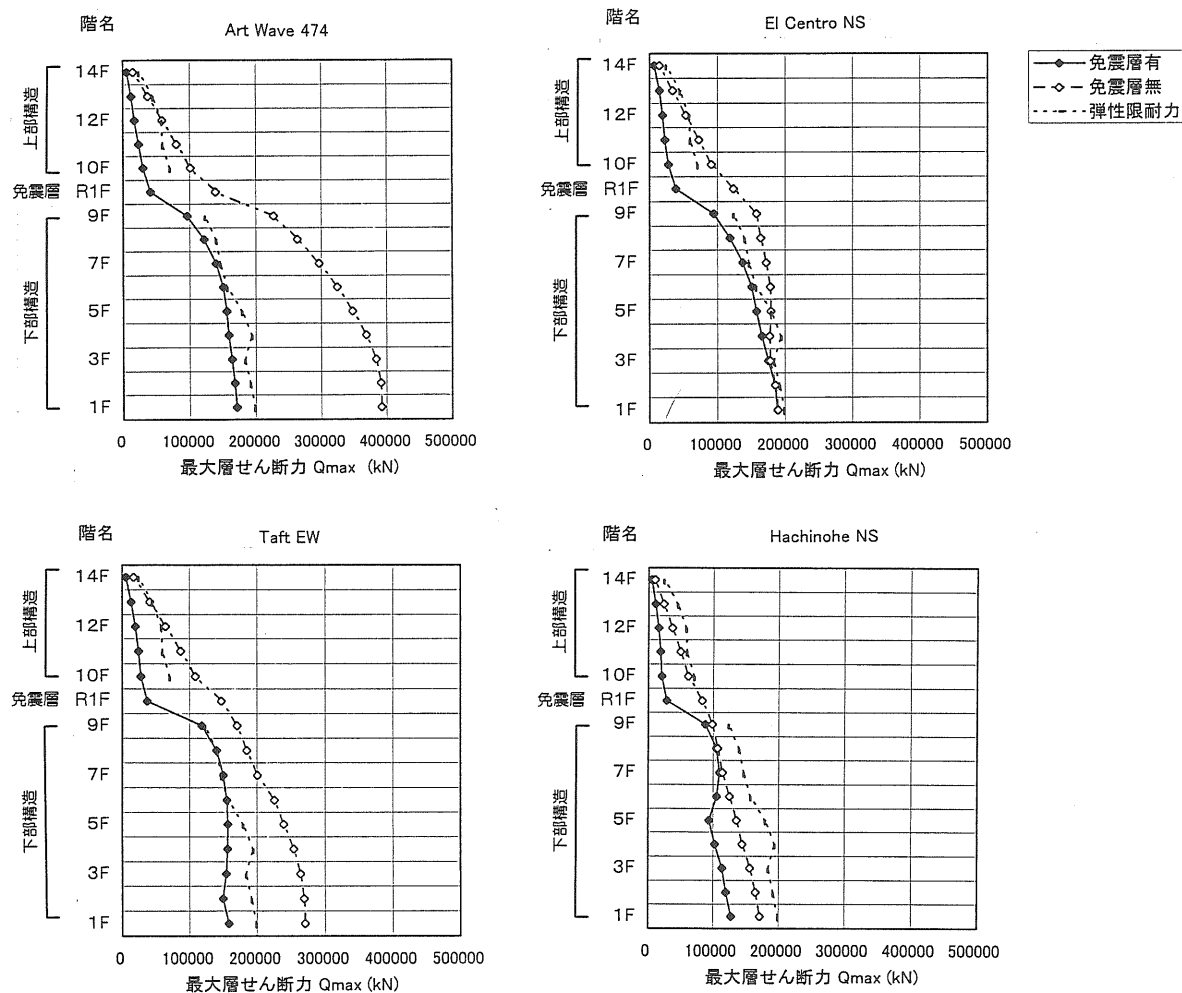 階名
Art Wave 474
上部構造
免震層
下部構造
14F
12F
10F
R1F
9F
7F
5F
3F
1F
0 100000 200000 300000 400000 500000
最大層せん断力 Qmax (kN)
階名
El Centro NS
上部構造
免震層
下部構造
14F
12F
10F
R1F
9F
7F
5F
3F
1F
0 100000 200000 300000 400000 500000
最大層せん断力 Qmax (kN)
免震層有
免震層無
弾性限耐力
階名
Taft EW
上部構造
免震層
下部構造
14F
12F
10F
R1F
9F
7F
5F
3F
1F
0 100000 200000 300000 400000 500000
最大層せん断力 Qmax (kN)
階名
Hachinohe NS
上部構造
免震層
下部構造
14F
12F
10F
R1F
9F
7F
5F
3F
1F
0 100000 200000 300000 400000 500000
最大層せん断力 Qmax (kN)